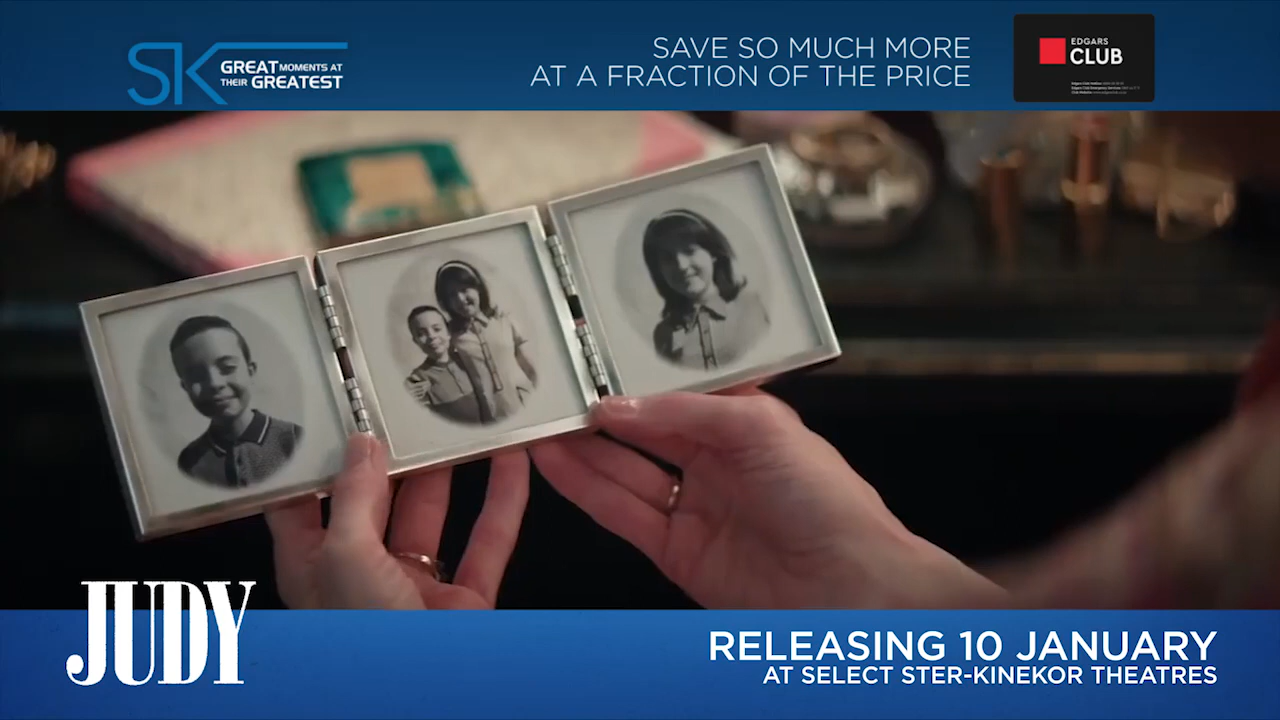 SK GREAT MOMENTS AT
THEIR GREATEST
SAVE SO MUCH MORE
AT A FRACTION OF THE PRICE
EDGARS
CLUB
JUDY
RELEASING 10 JANUARY
AT SELECT STER-KINEKOR THEATRES